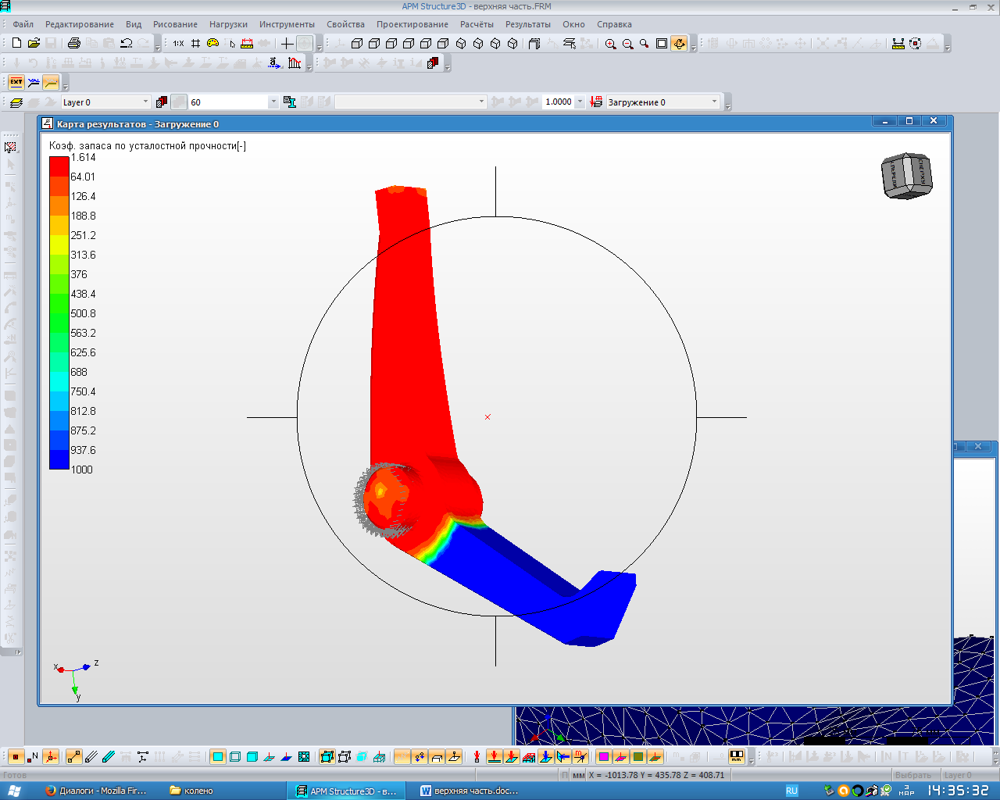 APM Structure3D - верхняя часть.FRM
Файл Редактирование Вид Рисование Нагрузки Инструменты Свойства Проектирование Расчёты Результаты Окно Справка
EXT
Layer 0 60 1.0000 Загружение 0
Карта результатов - Загружение 0
Коэф. запаса по усталостной прочности[-]
1.614
64.01
126.4
188.8
251.2
313.6
376
438.4
500.8
563.2
625.6
688
750.4
812.8
875.2
937.6
1000
СПЕРЕДИ СВЕРХУ
x z
y
Готов мм X = -1013.78 Y = 435.78 Z = 408.71 Выбрать Layer 0
Диалоги - Mozilla Fir... колено APM Structure3D - в... верхняя часть.doc... RU 3 МАР 14:35:32